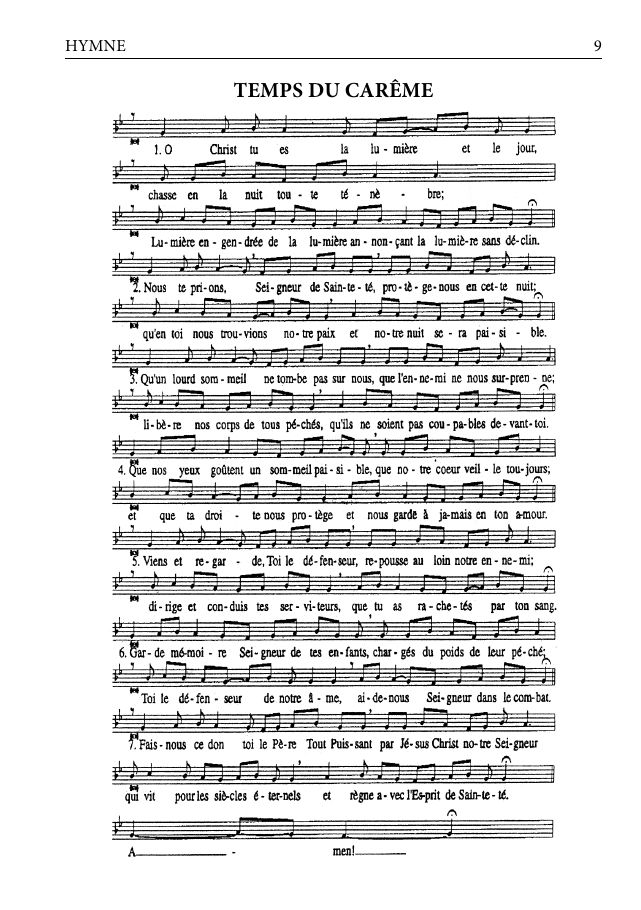 HYMNE 9
TEMPS DU CARÊME
1. O Christ tu es la lu - mière et le jour,
chasse en la nuit tou - te té - nè - bre;
Lu - mière en - gen - drée de la lu - mière an - non - çant la lu - miè - re sans dé - clin.
2. Nous te pri - ons, Sei - gneur de Sain - te - té, pro - tè - ge - nous en cet - te nuit;
qu'en toi nous trou - vions no - tre paix et no - tre nuit se - ra pai - si - ble.
3. Qu'un lourd som - meil ne tom - be pas sur nous, que l'en - ne - mi ne nous sur - pren - ne;
li - bè - re nos corps de tous pé - chés, qu'ils ne soient pas cou - pa - bles de - vant - toi.
4. Que nos yeux goûtent un som - meil pai - si - ble, que no - tre coeur veil - le tou - jours;
et que ta droi - te nous pro - tège et nous garde à ja - mais en ton a - mour.
5. Viens et re - gar - de, Toi le dé - fen - seur, re - pousse au loin notre en - ne - mi;
di - rige et con - duis tes ser - vi - teurs, que tu as ra - che - tés par ton sang.
6. Gar - de mé - moi - re Sei - gneur de tes en - fants, char - gés du poids de leur pé - ché;
Toi le dé - fen - seur de notre â - me, ai - de - nous Sei - gneur dans le com - bat.
7. Fais - nous ce don toi le Pè - re Tout Puis - sant par Jé - sus Christ no - tre Sei - gneur
qui vit pour les siè - cles é - ter - nels et règne a - vec l'Es - prit de Sain - te - té.
A - men!